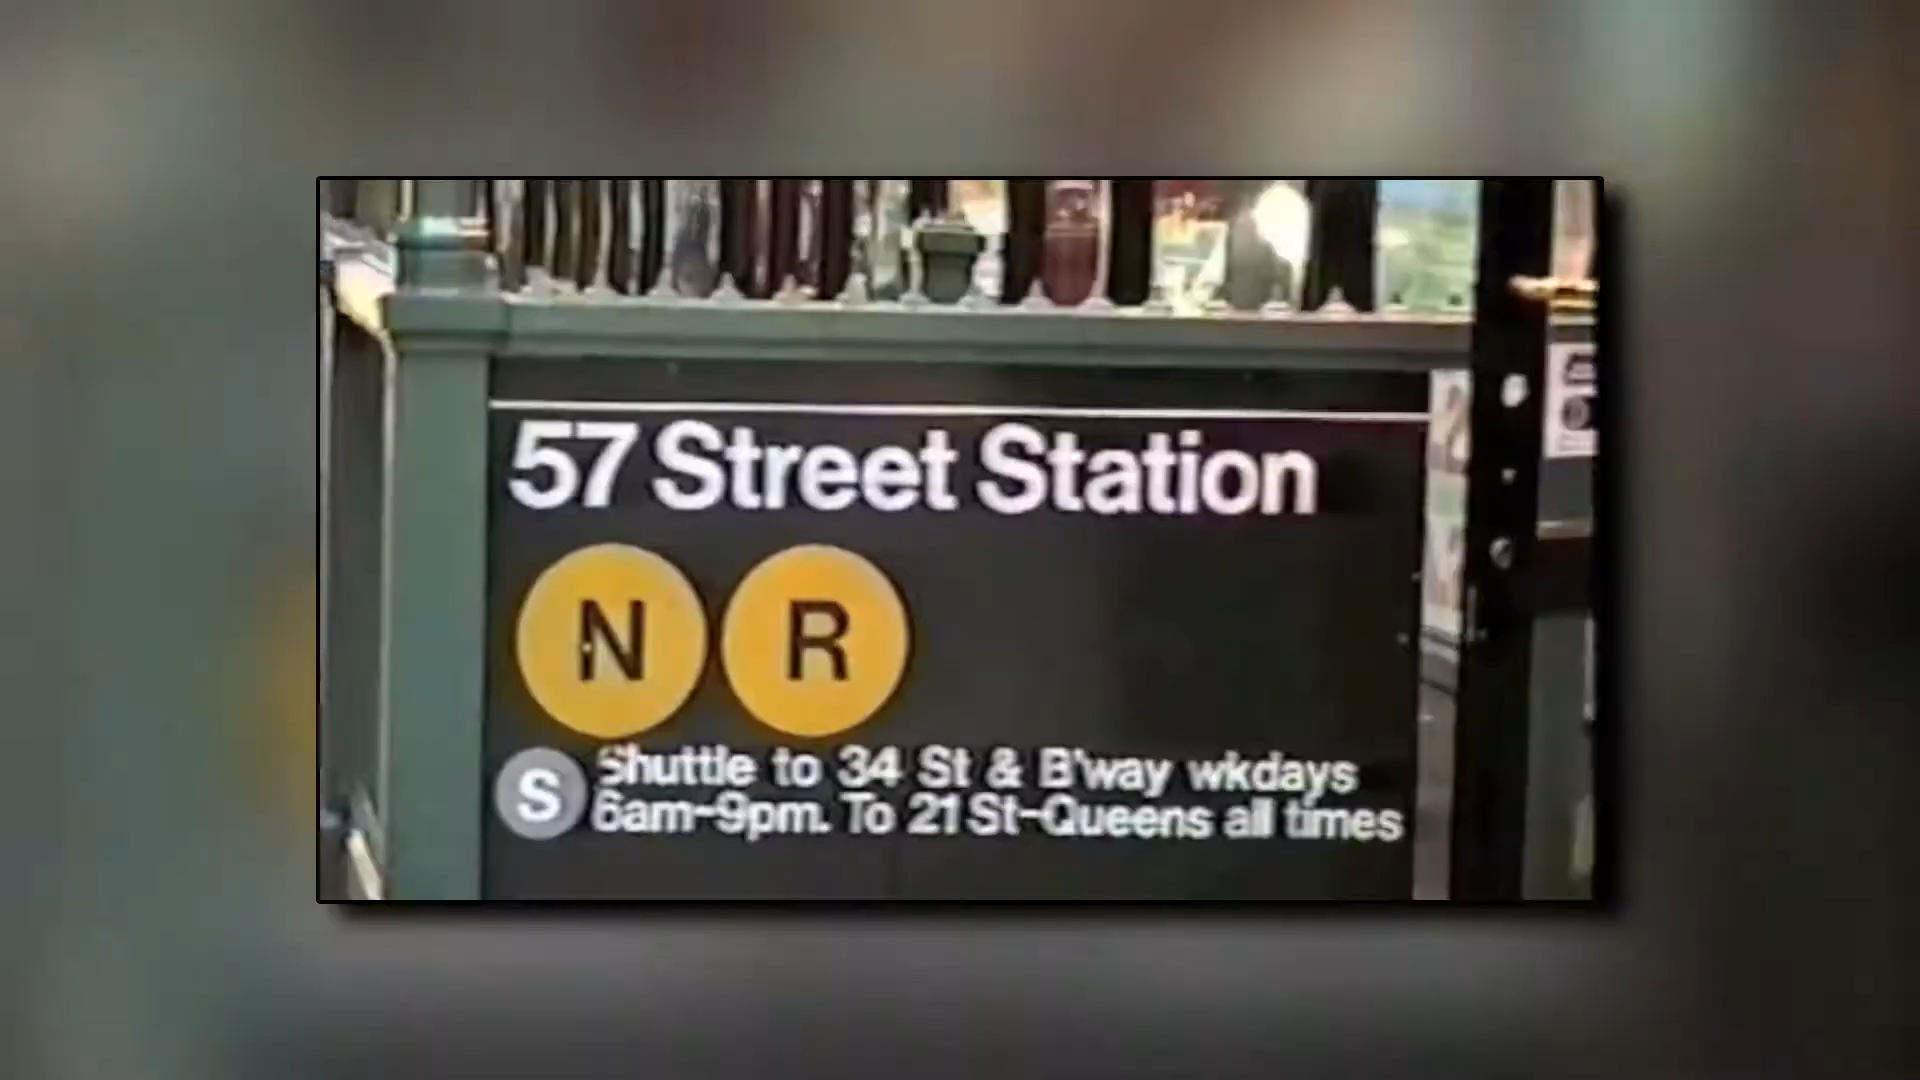 57 Street Station
N R
S Shuttle to 34 St & B'way wkdays
6am-9pm. To 21 St-Queens all times